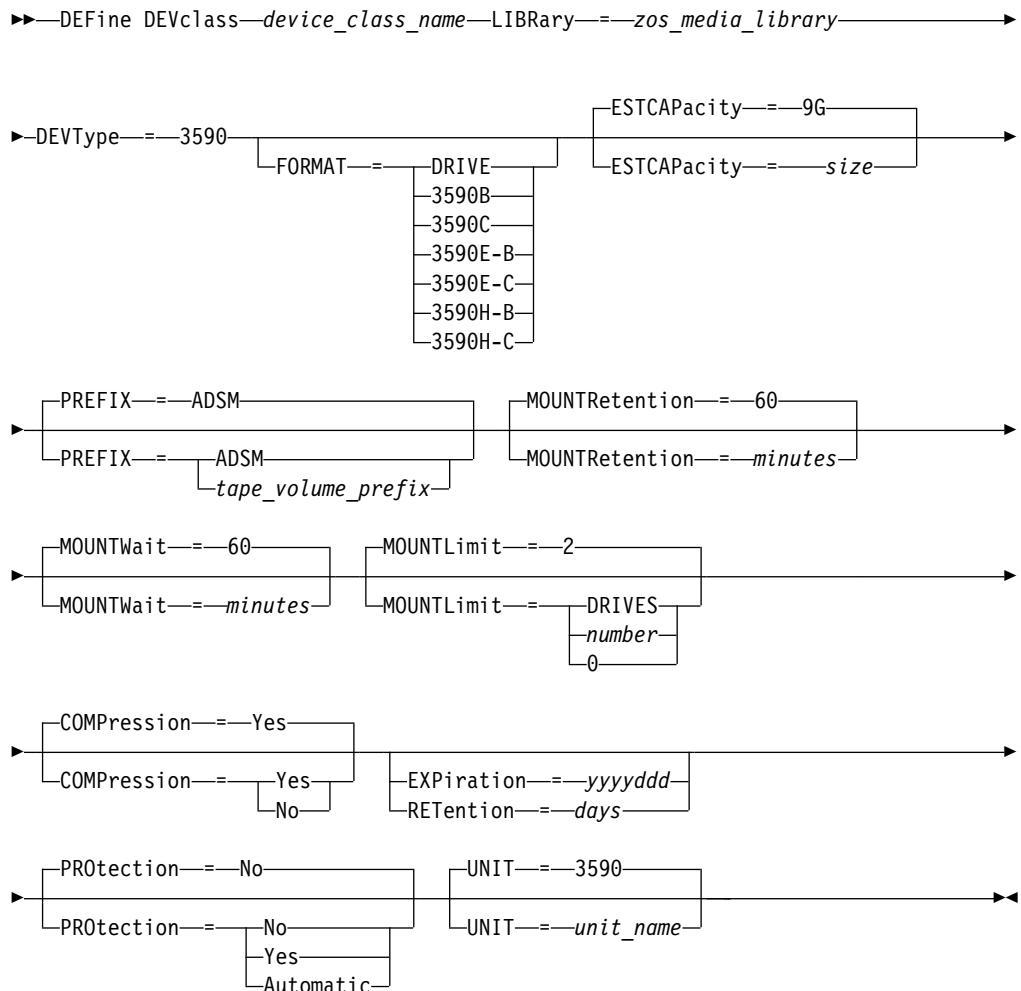 DEFine DEVclass device_class_name LIBRary = zos_media_library
ESTCAPacity = 9G
DEVType = 3590
FORMAT = DRIVE
ESTCAPacity = size
3590B
3590C
3590E-B
3590E-C
3590H-B
3590H-C
PREFIX = ADSM
MOUNTRetention = 60
PREFIX = ADSM
MOUNTRetention = minutes
tape_volume_prefix
MOUNTWait = 60
MOUNTLimit = 2
MOUNTWait = minutes
MOUNTLimit = DRIVES
number
0
COMPression = Yes
COMPression = Yes
EXPiration = yyyyddd
No
RETention = days
PROtection = No
UNIT = 3590
PROtection = No
UNIT = unit_name
Yes
Automatic